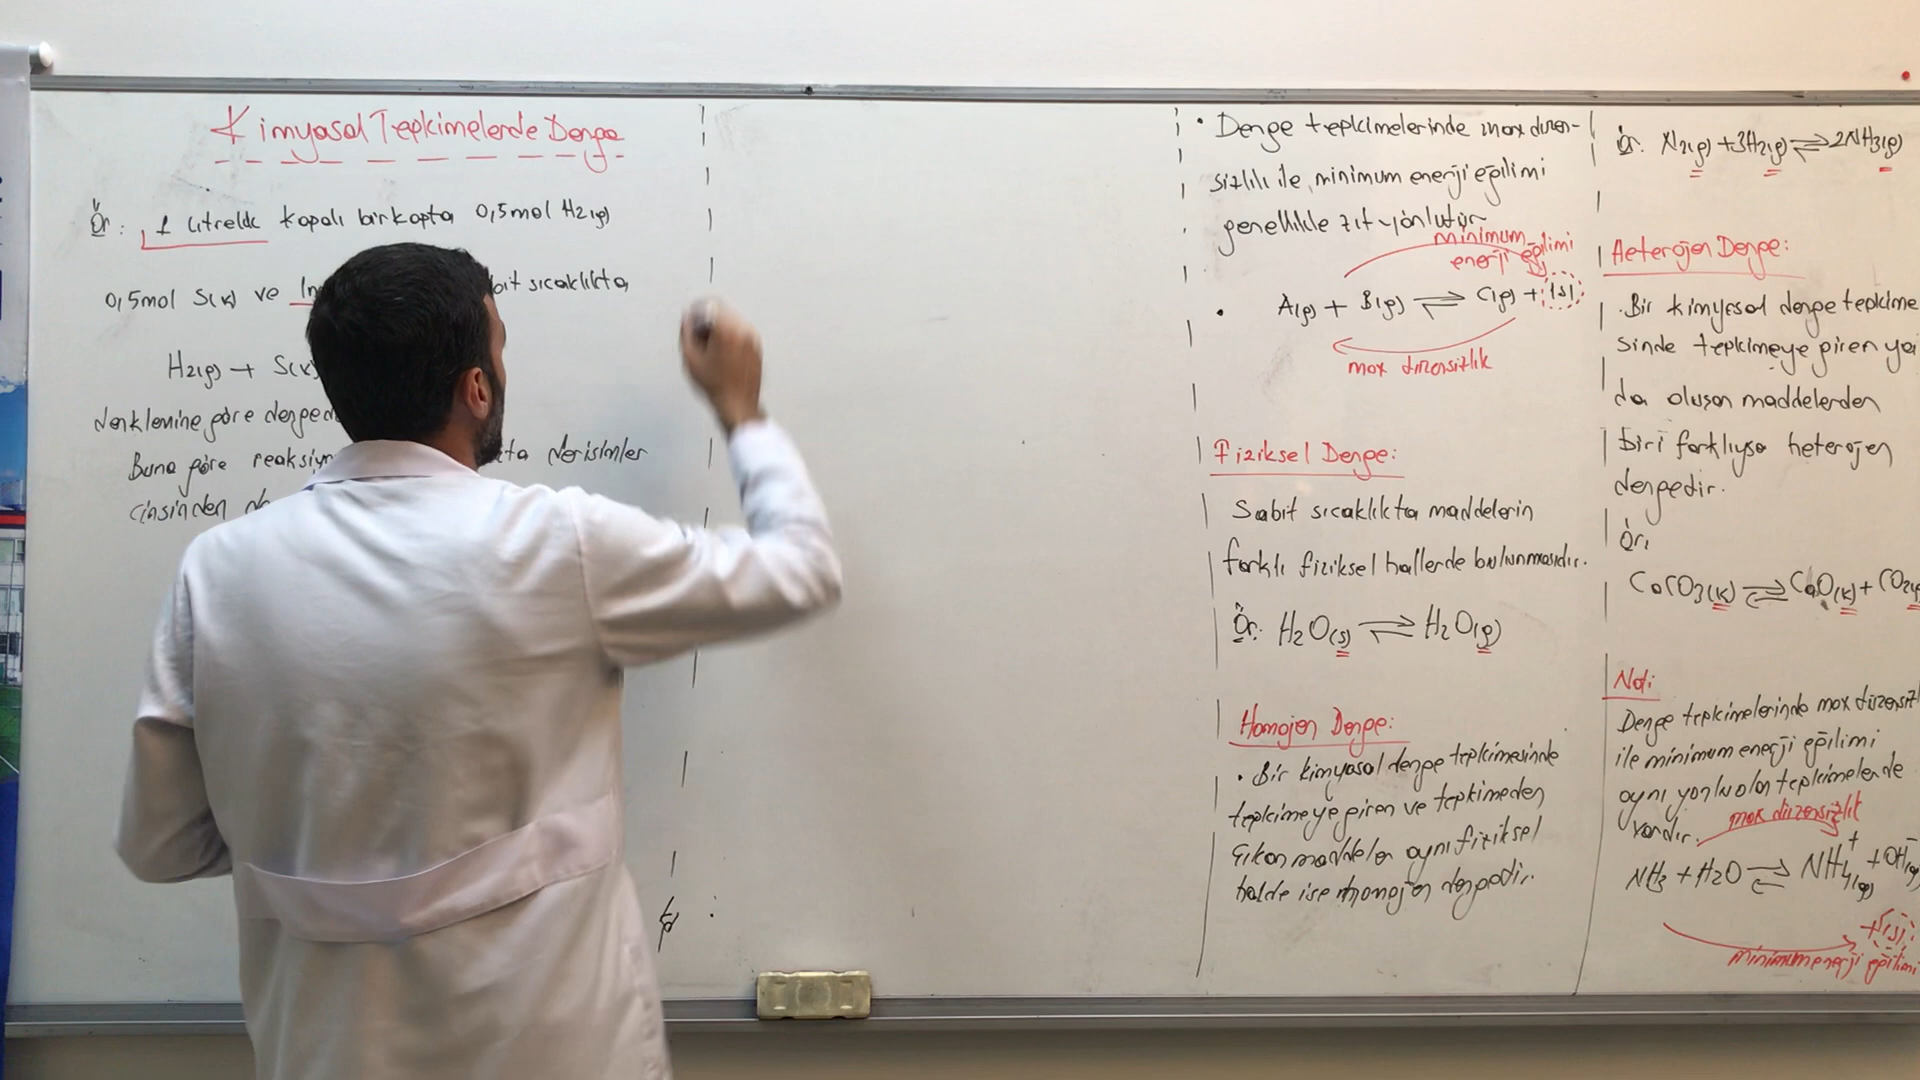 Kimyasal Tepkimelerde Denge
Ör: 1 Litrelik kapalı bir kapta 0,5mol H2(g)
0,5mol S(k) ve sıcaklıkta
H2(g) + S(k)
denklemine göre
Buna göre derişimler
cinsinden
• Denge tepkimelerinde max düzen-
sizlik ile minimum enerji eğilimi
genellikle zıt yönlüdür
minimum
enerji eğilimi
• A(g) + B(g) ⇌ C(g) + ısı
max düzensizlik
Fiziksel Denge:
Sabit sıcaklıkta maddelerin
farklı fiziksel hallerde bulunmasıdır.
Ör: H2O(s) ⇌ H2O(g)
Homojen Denge:
• Bir kimyasal denge tepkimesinde
tepkimeye giren ve tepkimeden
çıkan maddeler aynı fiziksel
halde ise homojen dengedir.
Ör: N2(g) + 3H2(g) ⇌ 2NH3(g)
Heterojen Denge:
• Bir kimyasal denge tepkime
sinde tepkimeye giren ya
da oluşan maddelerden
biri farklıysa heterojen
dengedir.
Ör:
CaCO3(k) ⇌ CaO(k) + CO2(g
Not:
Denge tepkimelerinde max düzensizl
ile minimum enerji eğilimi
aynı yönlü olan tepkimelerde
vardır.
max düzensizlik
NH3 + H2O ⇌ NH4+(g) + OH-(g)
+ısı
minimum enerji eğilimi